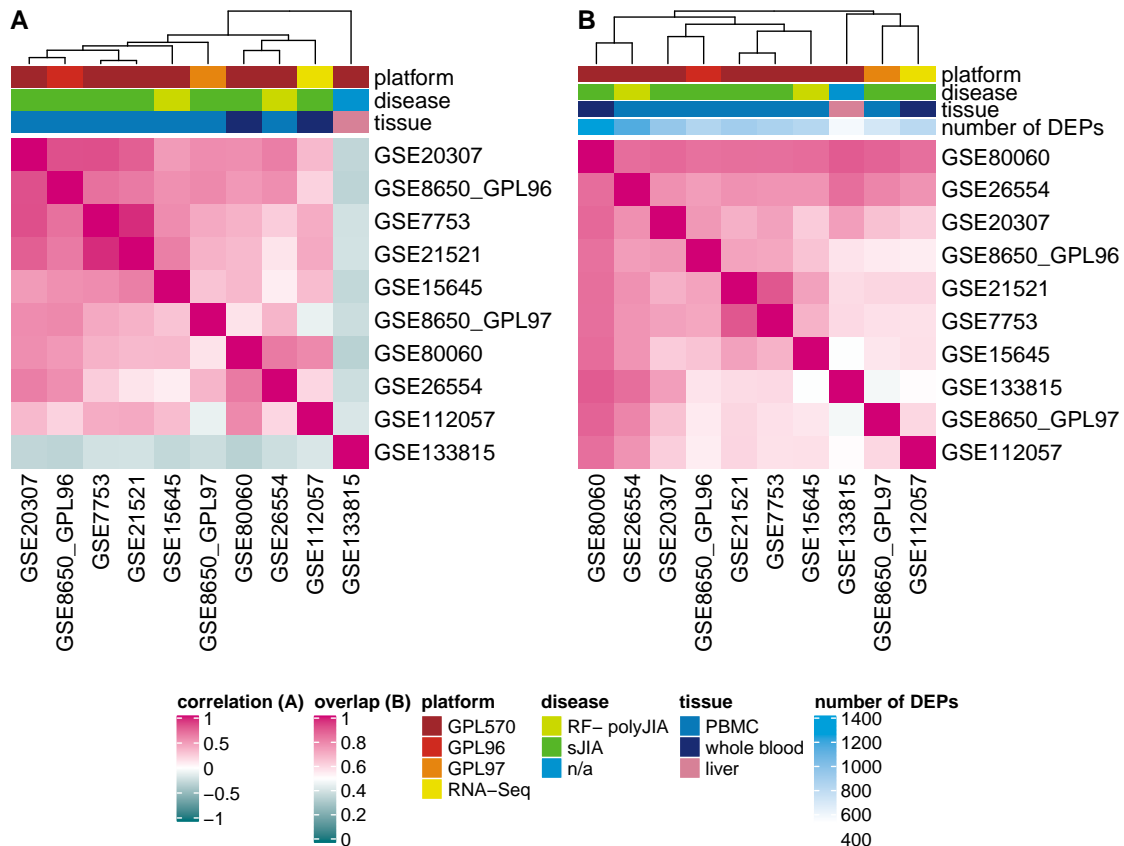 A
platform
disease
tissue
GSE20307
GSE8650_GPL96
GSE7753
GSE21521
GSE15645
GSE8650_GPL97
GSE80060
GSE26554
GSE112057
GSE133815
GSE20307
GSE8650_GPL96
GSE7753
GSE21521
GSE15645
GSE8650_GPL97
GSE80060
GSE26554
GSE112057
GSE133815
B
platform
disease
tissue
number of DEPs
GSE80060
GSE26554
GSE20307
GSE8650_GPL96
GSE21521
GSE7753
GSE15645
GSE133815
GSE8650_GPL97
GSE112057
GSE80060
GSE26554
GSE20307
GSE8650_GPL96
GSE21521
GSE7753
GSE15645
GSE133815
GSE8650_GPL97
GSE112057
correlation (A)
1
0.5
0
−0.5
−1
overlap (B)
1
0.8
0.6
0.4
0.2
0
platform
GPL570
GPL96
GPL97
RNA−Seq
disease
RF− polyJIA
sJIA
n/a
tissue
PBMC
whole blood
liver
number of DEPs
1400
1200
1000
800
600
400